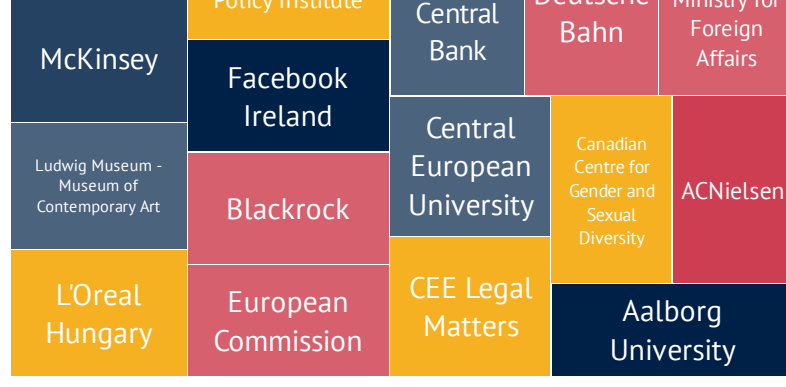 Policy Institute
Central
Bank
Deutsche
Bahn
Ministry for
Foreign
Affairs
McKinsey
Facebook
Ireland
Central
European
University
Canadian
Centre for
Gender and
Sexual
Diversity
ACNielsen
Ludwig Museum -
Museum of
Contemporary Art
Blackrock
L'Oreal
Hungary
European
Commission
CEE Legal
Matters
Aalborg
University